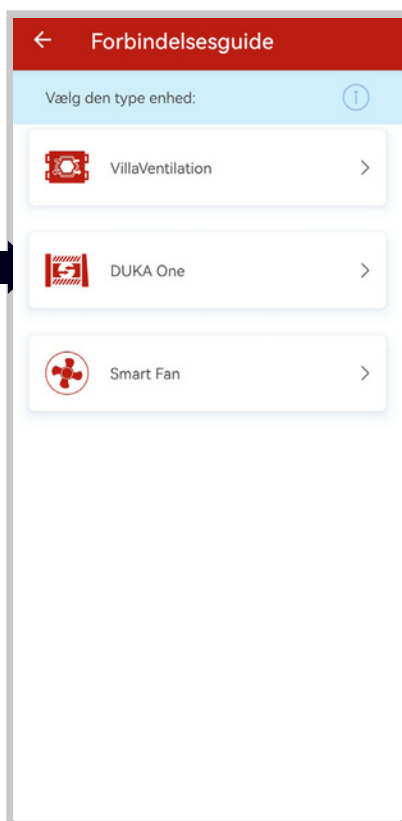 Forbindelsesguide
Vælg den type enhed:
VillaVentilation
DUKA One
Smart Fan